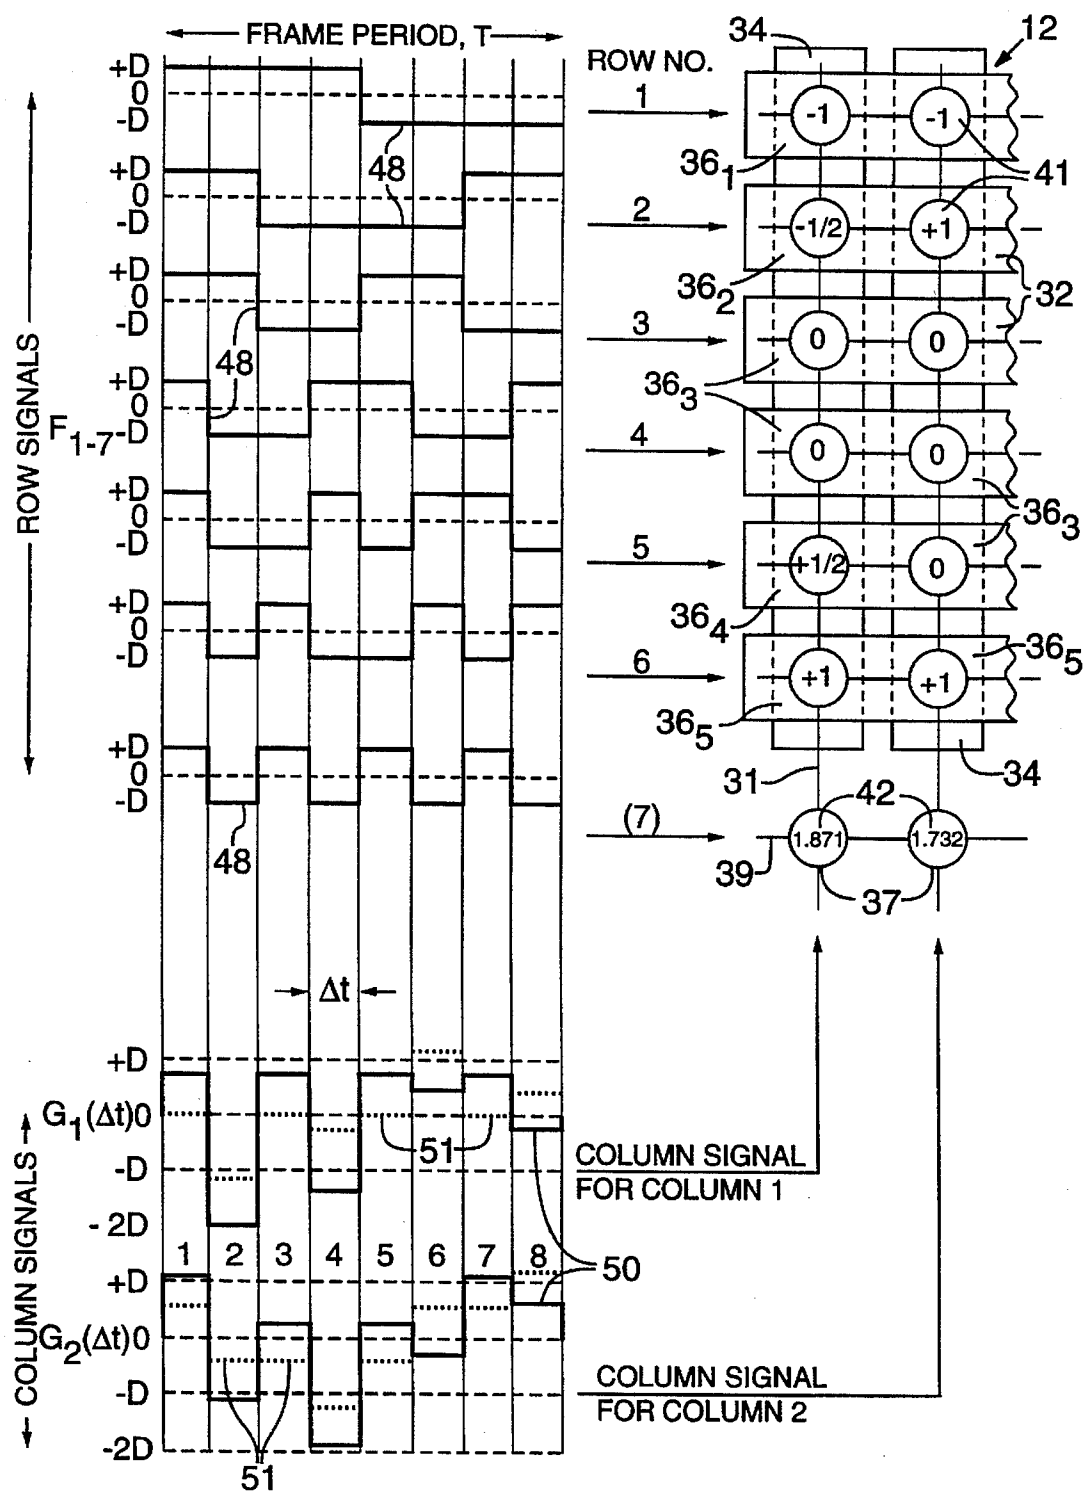 FRAME PERIOD, T
34
12
ROW NO.
+D
0
-D
1
-1
-1
48
36₁
41
+D
0
-D
2
-1/2
+1
36₂
32
+D
0
-D
3
0
0
48
36₃
ROW SIGNALS
F₁₋₇
+D
0
-D
4
0
0
36₃
+D
0
-D
5
+1/2
0
36₄
+D
0
-D
6
+1
+1
36₅
36₅
+D
0
-D
31
34
42
48
(7)
1.871
1.732
39
37
Δt
+D
G₁(Δt)0
51
-D
COLUMN SIGNAL
FOR COLUMN 1
- 2D
COLUMN SIGNALS
1 2 3 4 5 6 7 8
50
+D
G₂(Δt)0
-D
COLUMN SIGNAL
FOR COLUMN 2
-2D
51